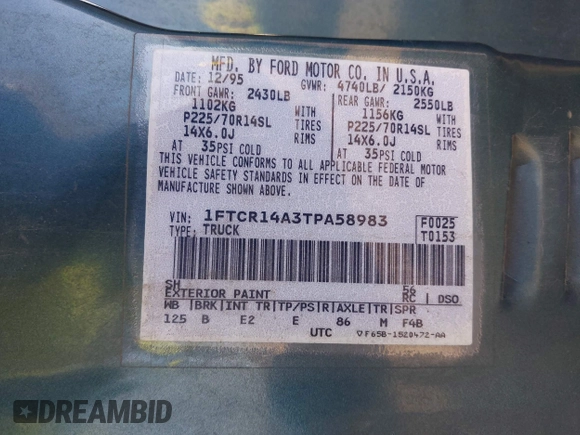 MFD. BY FORD MOTOR CO. IN U.S.A.
DATE: 12/95 GVWR: 4740LB/ 2150KG
FRONT GAWR: 2430LB REAR GAWR: 2550LB
1102KG WITH 1156KG WITH
P225/70R14SL TIRES P225/70R14SL TIRES
14X6.0J RIMS 14X6.0J RIMS
AT 35PSI COLD AT 35PSI COLD
THIS VEHICLE CONFORMS TO ALL APPLICABLE FEDERAL MOTOR
VEHICLE SAFETY STANDARDS IN EFFECT ON THE DATE OF
MANUFACTURE SHOWN ABOVE.
VIN: 1FTCR14A3TPA58983 F0025
TYPE: TRUCK T0153
SH 56
EXTERIOR PAINT RC DSO
WB BRK INT TR TP/PS R AXLE TR SPR
125 B E2 E 86 M F4B
UTC ▽F65B-1520472-AA
DREAMBID